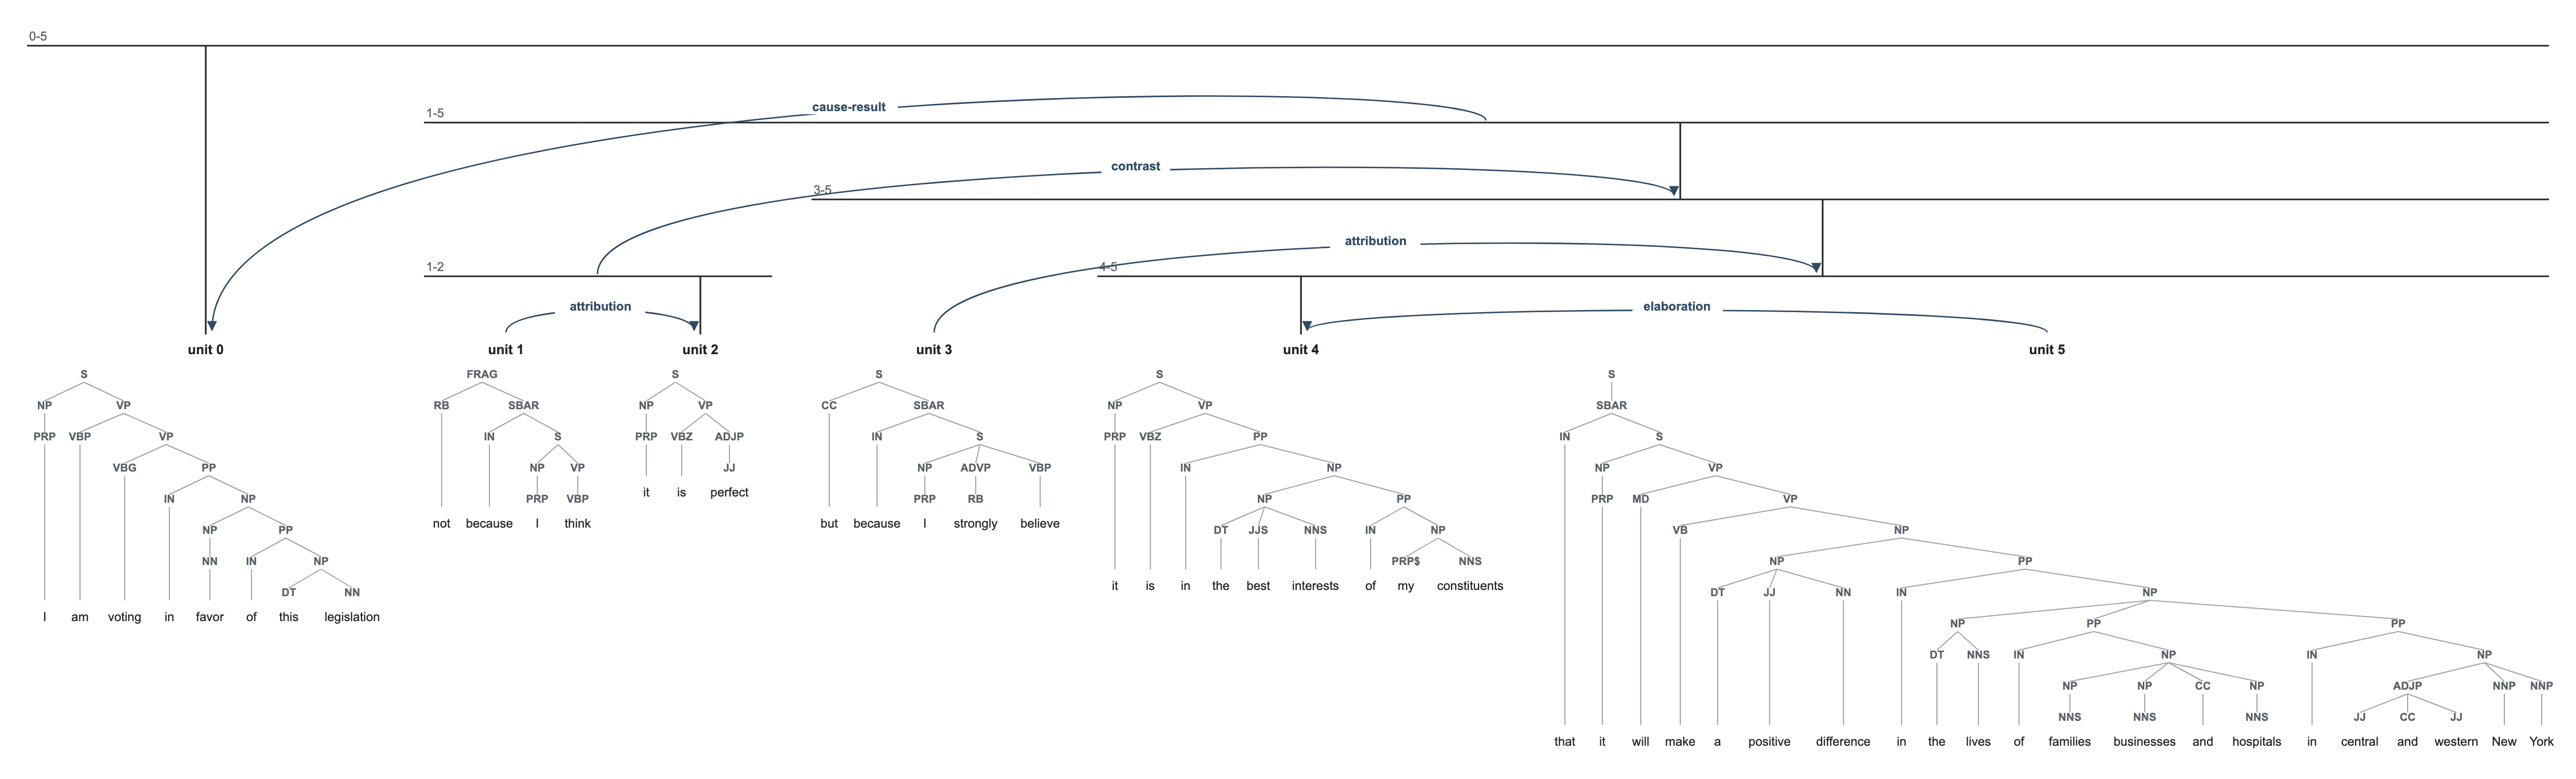 0-5
cause-result
1-5
contrast
3-5
attribution
1-2
4-5
attribution
elaboration
unit 0 unit 1 unit 2 unit 3 unit 4 unit 5
S FRAG S S S S
NP VP RB SBAR NP VP CC SBAR NP VP SBAR
PRP VBP VP IN S PRP VBZ ADJP IN S PRP VBZ PP IN S
VBG PP NP VP JJ NP ADVP VBP IN NP NP VP
IN NP PRP VBP PRP RB NP PP PRP MD VP
NP PP DT JJS NNS IN NP VB NP
NN IN NP PRP$ NNS NP PP
DT NN DT JJ NN IN NP
NP PP PP
DT NNS IN NP IN NP
NP NP CC NP ADJP NNP NNP
NNS NNS NNS JJ CC JJ
it is perfect
not because I think
but because I strongly believe
it is in the best interests of my constituents
I am voting in favor of this legislation
that it will make a positive difference in the lives of families businesses and hospitals in central and western New York